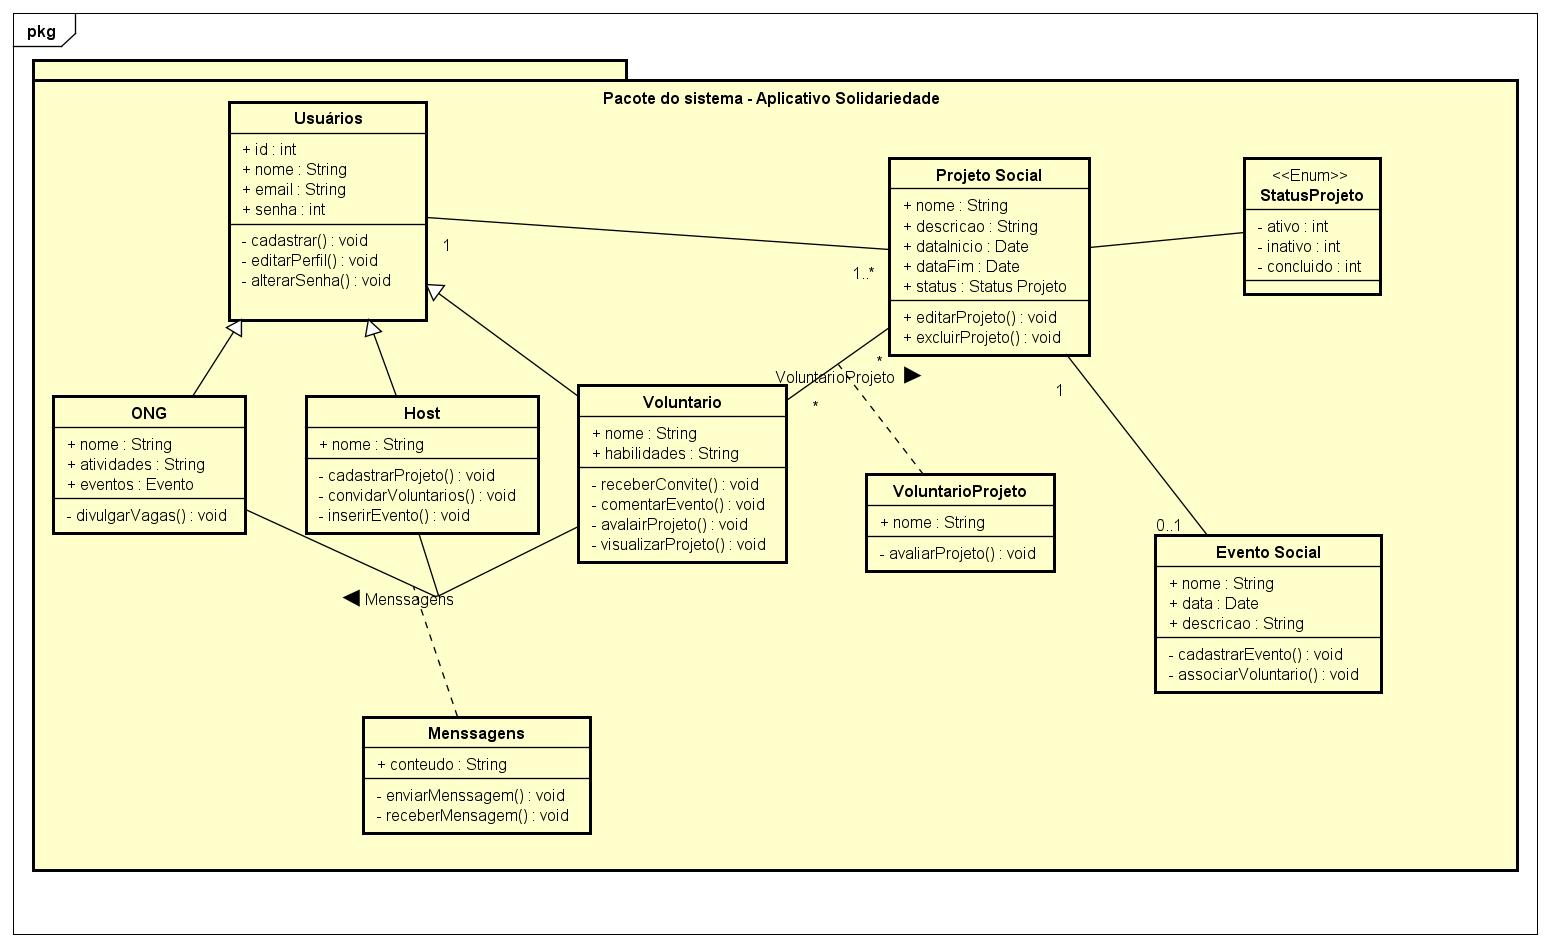 pkg
Pacote do sistema - Aplicativo Solidariedade
Usuários
+ id : int
+ nome : String
+ email : String
+ senha : int
- cadastrar() : void
- editarPerfil() : void
- alterarSenha() : void
1
1..*
Projeto Social
+ nome : String
+ descricao : String
+ dataInicio : Date
+ dataFim : Date
+ status : Status Projeto
+ editarProjeto() : void
+ excluirProjeto() : void
<<Enum>>
StatusProjeto
- ativo : int
- inativo : int
- concluido : int
ONG
+ nome : String
+ atividades : String
+ eventos : Evento
- divulgarVagas() : void
Host
+ nome : String
- cadastrarProjeto() : void
- convidarVoluntarios() : void
- inserirEvento() : void
Voluntario
+ nome : String
+ habilidades : String
- receberConvite() : void
- comentarEvento() : void
- avalairProjeto() : void
- visualizarProjeto() : void
*
VoluntarioProjeto
*
VoluntarioProjeto
+ nome : String
- avaliarProjeto() : void
1
0..1
Evento Social
+ nome : String
+ data : Date
+ descricao : String
- cadastrarEvento() : void
- associarVoluntario() : void
Menssagens
Menssagens
+ conteudo : String
- enviarMenssagem() : void
- receberMensagem() : void